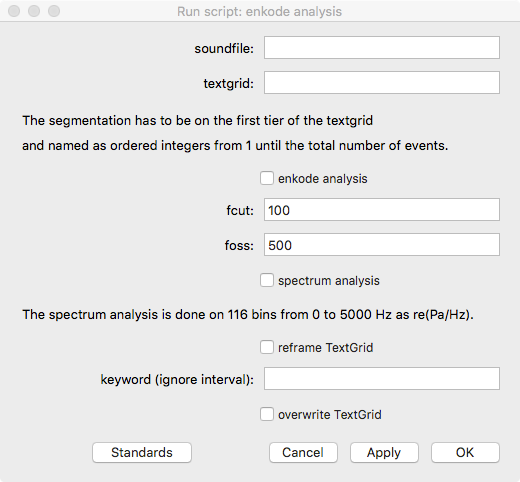 Run script: enkode analysis
soundfile:
textgrid:
The segmentation has to be on the first tier of the textgrid
and named as ordered integers from 1 until the total number of events.
enkode analysis
fcut: 100
foss: 500
spectrum analysis
The spectrum analysis is done on 116 bins from 0 to 5000 Hz as re(Pa/Hz).
reframe TextGrid
keyword (ignore interval):
overwrite TextGrid
Standards Cancel Apply OK